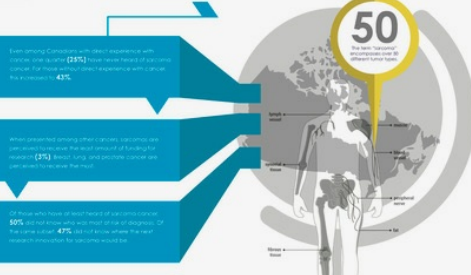 Even among Canadians with direct experience with
cancer one quarter (25%) have never heard of sarcoma
cancer. For those without direct experience with cancer
this increased to 43%.
When presented among other cancers, sarcomas are
perceived to receive the least amount of funding for
research (3%). Breast, lung, and prostate cancer are
perceived to receive the most.
Of those who have at least heard of sarcoma cancer
50% did not know who was most at risk of diagnosis. Of
the same subset, 47% did not know where the next
research innovation for sarcoma would be.
50
The term "sarcoma"
encompasses over 50
different tumor types.
lymph
vessel
muscle
blood
vessel
peripheral
nerve
fat
fibrous
tissue